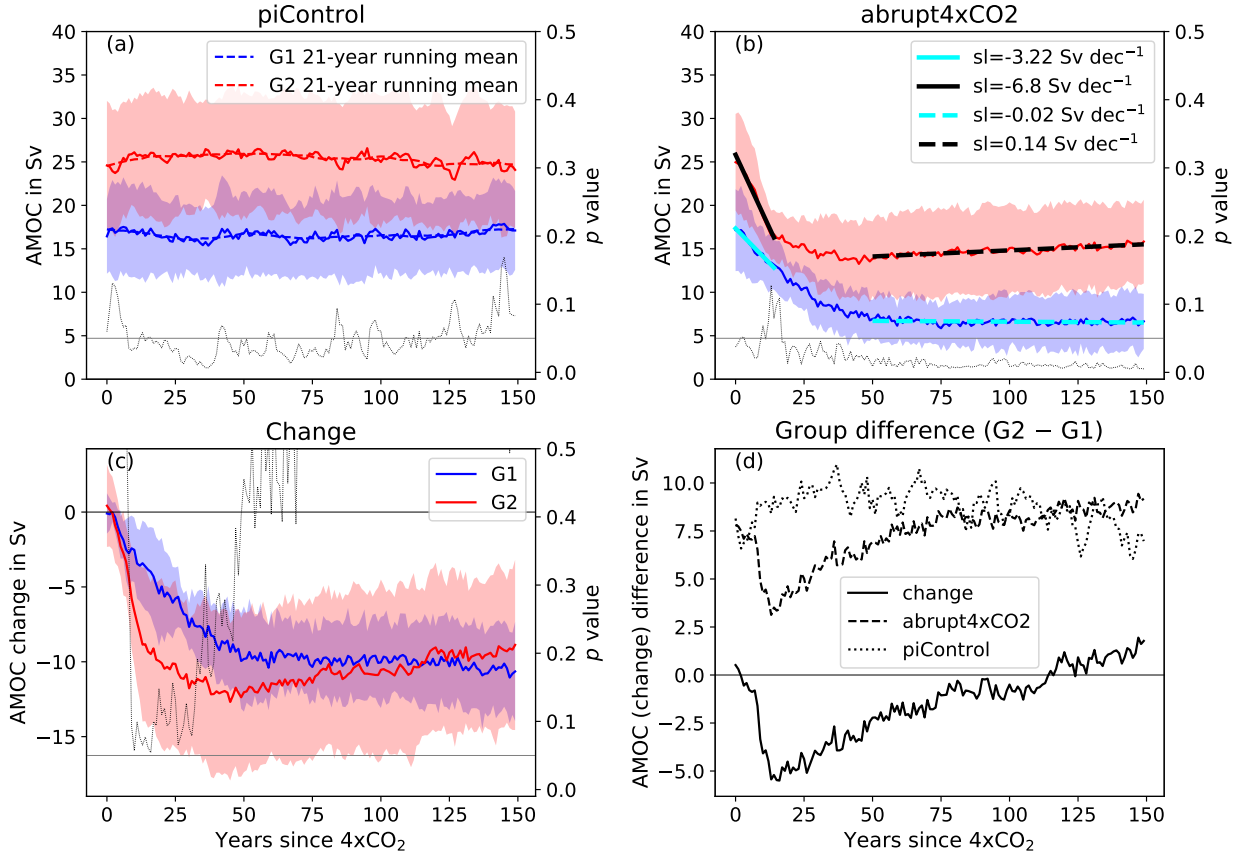 piControl
(a)
G1 21-year running mean
G2 21-year running mean
AMOC in Sv
0
5
10
15
20
25
30
35
40
0
25
50
75
100
125
150
0.0
0.1
0.2
0.3
0.4
0.5
p value
abrupt4xCO2
(b)
sl=-3.22 Sv dec⁻¹
sl=-6.8 Sv dec⁻¹
sl=-0.02 Sv dec⁻¹
sl=0.14 Sv dec⁻¹
AMOC in Sv
0
5
10
15
20
25
30
35
40
0
25
50
75
100
125
150
0.0
0.1
0.2
0.3
0.4
0.5
p value
Change
(c)
G1
G2
AMOC change in Sv
0
−5
−10
−15
0
25
50
75
100
125
150
Years since 4xCO₂
0.0
0.1
0.2
0.3
0.4
0.5
p value
Group difference (G2 − G1)
(d)
change
abrupt4xCO2
piControl
AMOC (change) difference in Sv
10.0
7.5
5.0
2.5
0.0
−2.5
−5.0
0
25
50
75
100
125
150
Years since 4xCO₂